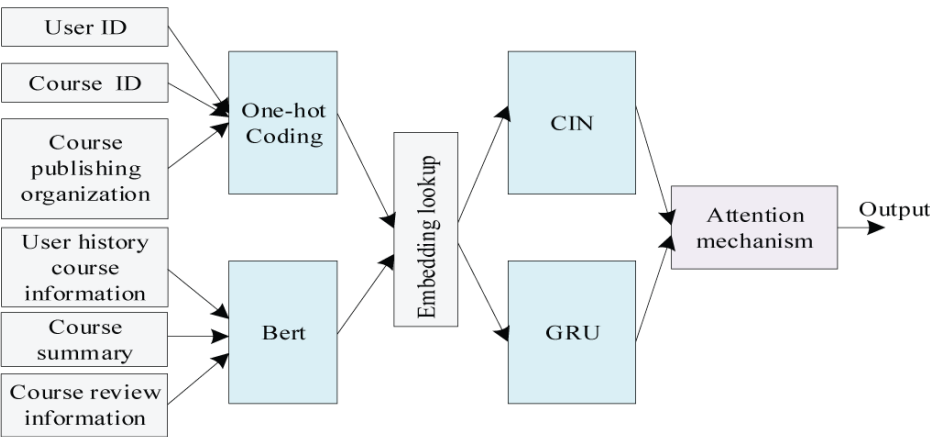 User ID
Course ID
Course
publishing
organization
User history
course
information
Course
summary
Course review
information
One-hot
Coding
Bert
Embedding lookup
CIN
GRU
Attention
mechanism
Output